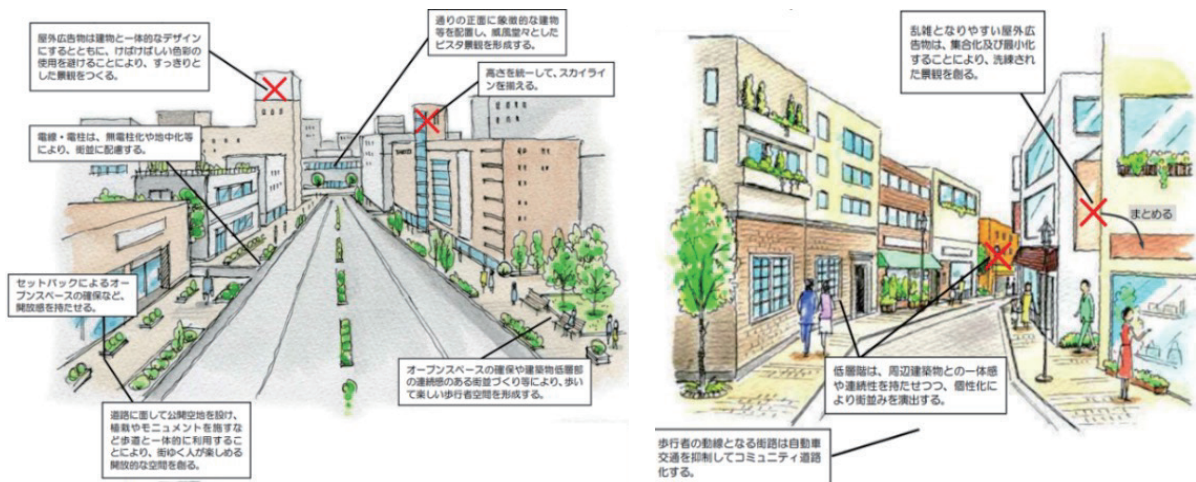 屋外広告物は建物と一体的なデザイン
にするとともに、けばけばしい色彩の
使用を避けることにより、すっきりと
した景観をつくる。
通りの正面に象徴的な建物
等を配置し、威風堂々とした
ビスタ景観を形成する。
高さを統一して、スカイライ
ンを揃える。
電線・電柱は、無電柱化や地中化等
により、街並に配慮する。
セットバックによるオー
プンスペースの確保など、
開放感を持たせる。
オープンスペースの確保や建築物低層部
の連続感のある街並づくり等により、歩い
て楽しい歩行者空間を形成する。
道路に面して公開空地を設け、
植栽やモニュメントを施すな
ど歩道と一体的に利用するこ
とにより、街ゆく人が楽しめる
開放的な空間を創る。
乱雑となりやすい屋外広
告物は、集合化及び最小化
することにより、洗練され
た景観を創る。
まとめる
低層階は、周辺建築物との一体感
や連続性を持たせつつ、個性化に
より街並みを演出する。
歩行者の動線となる街路は自動車
交通を抑制してコミュニティ道路
化する。